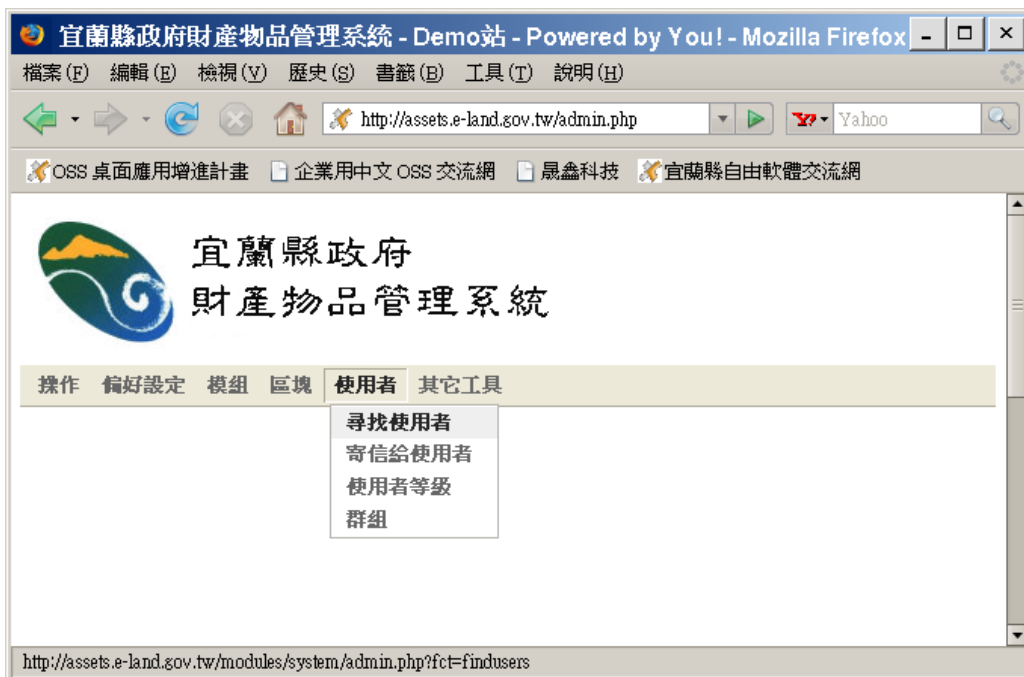 宜蘭縣政府財產物品管理系統 - Demo站 - Powered by You! - Mozilla Firefox
檔案(F) 編輯(E) 檢視(V) 歷史(S) 書籤(B) 工具(T) 說明(H)
http://assets.e-land.gov.tw/admin.php Yahoo
OSS 桌面應用增進計畫 企業用中文 OSS 交流網 晟鑫科技 宜蘭縣自由軟體交流網
宜蘭縣政府
財產物品管理系統
操作 偏好設定 模組 區塊 使用者 其它工具
尋找使用者
寄信給使用者
使用者等級
群組
http://assets.e-land.gov.tw/modules/system/admin.php?fct=findusers